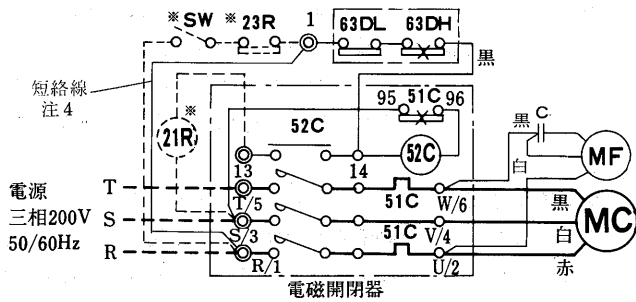 ※SW ※23R 1 63DL 63DH
黒
短絡線
注4
※
21R
52C
95 51C 96
52C
黒 C
白
MF
13 14
電源
三相200V
50/60Hz
T T/5 51C W/6 黒
S S/3 51C V/4 白
R R/1 U/2 赤
MC
電磁開閉器